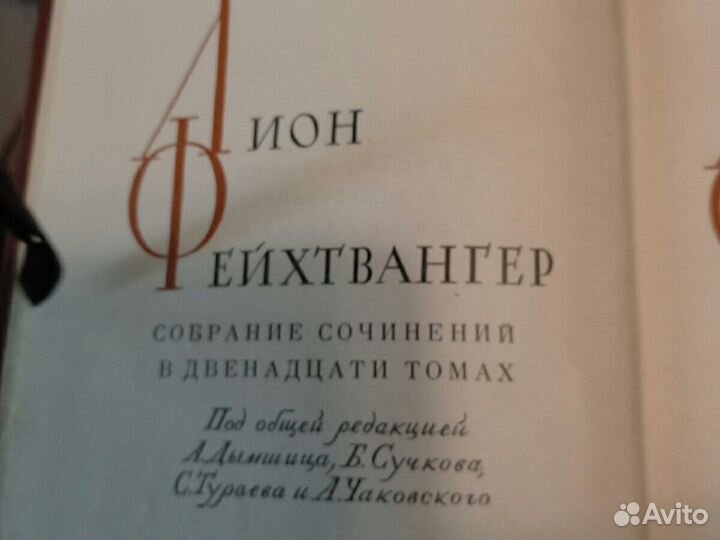 Лион
Фейхтвангер
СОБРАНИЕ СОЧИНЕНИЙ
В ДВЕНАДЦАТИ ТОМАХ
Под общей редакцией
А.Дымшица, Б.Сучкова,
С.Тураева и А.Чаковского
Avito